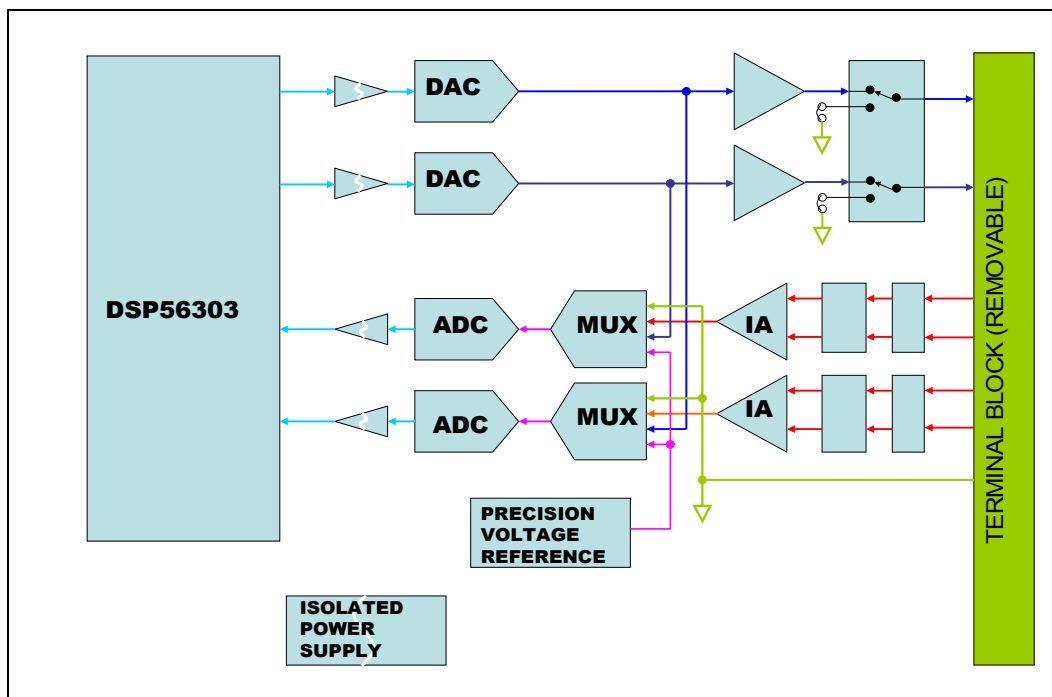 DAC
DAC
DSP56303
ADC
MUX
IA
ADC
MUX
IA
PRECISION
VOLTAGE
REFERENCE
ISOLATED
POWER
SUPPLY
TERMINAL BLOCK (REMOVABLE)